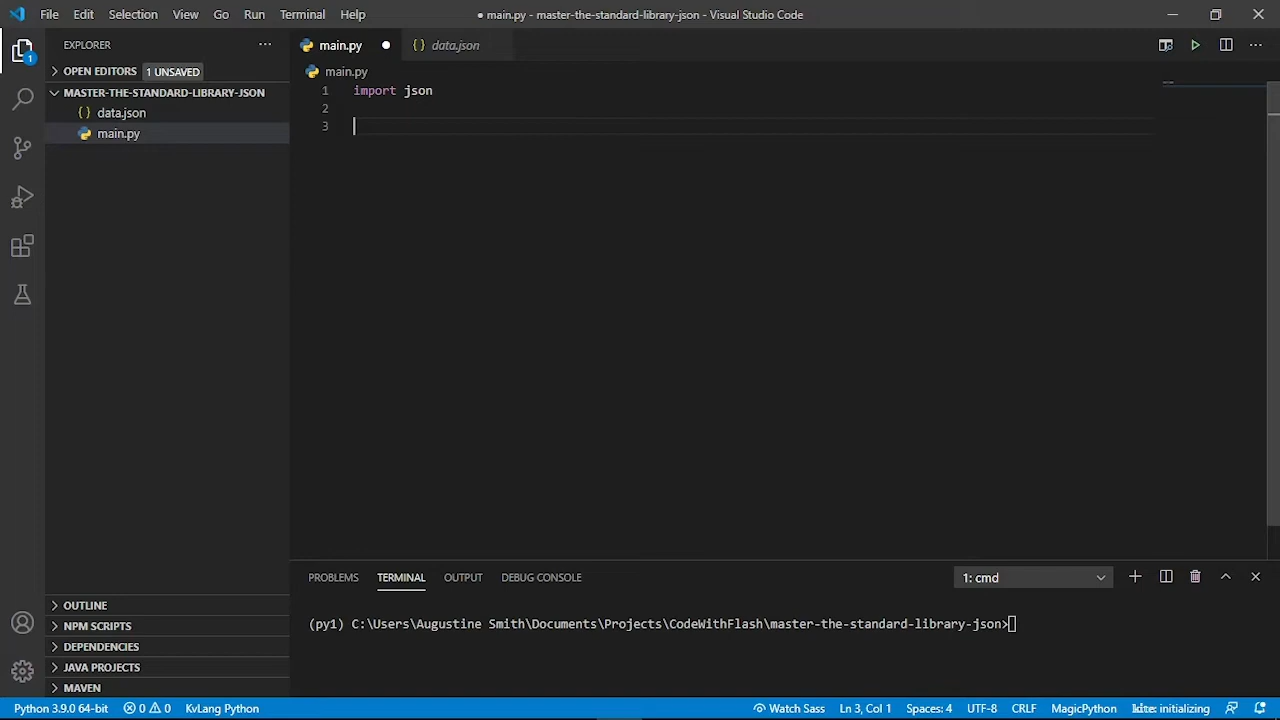 File Edit Selection View Go Run Terminal Help ● main.py - master-the-standard-library-json - Visual Studio Code
EXPLORER ···
main.py ● {} data.json ···
OPEN EDITORS 1 UNSAVED
main.py
MASTER-THE-STANDARD-LIBRARY-JSON
{} data.json
main.py
1
1 import json
2
3
OUTLINE
NPM SCRIPTS
DEPENDENCIES
JAVA PROJECTS
MAVEN
PROBLEMS TERMINAL OUTPUT DEBUG CONSOLE 1: cmd
(py1) C:\Users\Augustine Smith\Documents\Projects\CodeWithFlash\master-the-standard-library-json>
Python 3.9.0 64-bit 0 0 KvLang Python Watch Sass Ln 3, Col 1 Spaces: 4 UTF-8 CRLF MagicPython kite: initializing